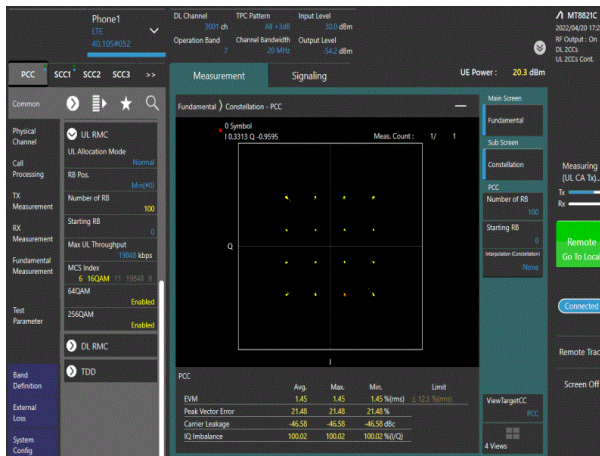 Phone1
LTE
40,105#052
DL Channel
3001 ch
TPC Pattern
All +3dB
Input Level
30.0 dBm
Operation Band
7
Channel Bandwidth
20 MHz
Output Level
-54.2 dBm
MT8821C
2022/04/20 17:2
RF Output : On
DL 2CCs
UL 2CCs Cont.
PCC
SCC1
SCC2
SCC3
>>
Measurement
Signaling
UE Power : 20.3 dBm
Common
Physical
Channel
Call
Processing
TX
Measurement
RX
Measurement
Fundamental
Measurement
Test
Parameter
Band
Definition
External
Loss
System
Config
UL RMC
UL Allocation Mode
Normal
RB Pos.
Min(#0)
Number of RB
100
Starting RB
0
Max UL Throughput
19848 kbps
MCS Index
6 16QAM 11 19848 6
64QAM
Enabled
256QAM
Enabled
DL RMC
TDD
Fundamental ⟩ Constellation - PCC
0 Symbol
I 0.3313 Q -0.9595
Meas. Count : 1/ 1
Q
I
PCC
Avg. Max. Min. Limit
EVM 1.45 1.45 1.45 %(rms) ≤ 12.5 %(rms)
Peak Vector Error 21.48 21.48 21.48 %
Carrier Leakage -46.58 -46.58 -46.58 dBc
IQ Imbalance 100.02 100.02 100.02 %(I/Q)
Main Screen
Fundamental
Sub Screen
Constellation
PCC
Number of RB
100
Starting RB
0
Interpolation (Constellation)
None
ViewTargetCC
PCC
4 Views
Measuring
(UL CA Tx)...
Tx
Rx
Remote
Go To Loca
Connected
Remote Trac
Screen Off